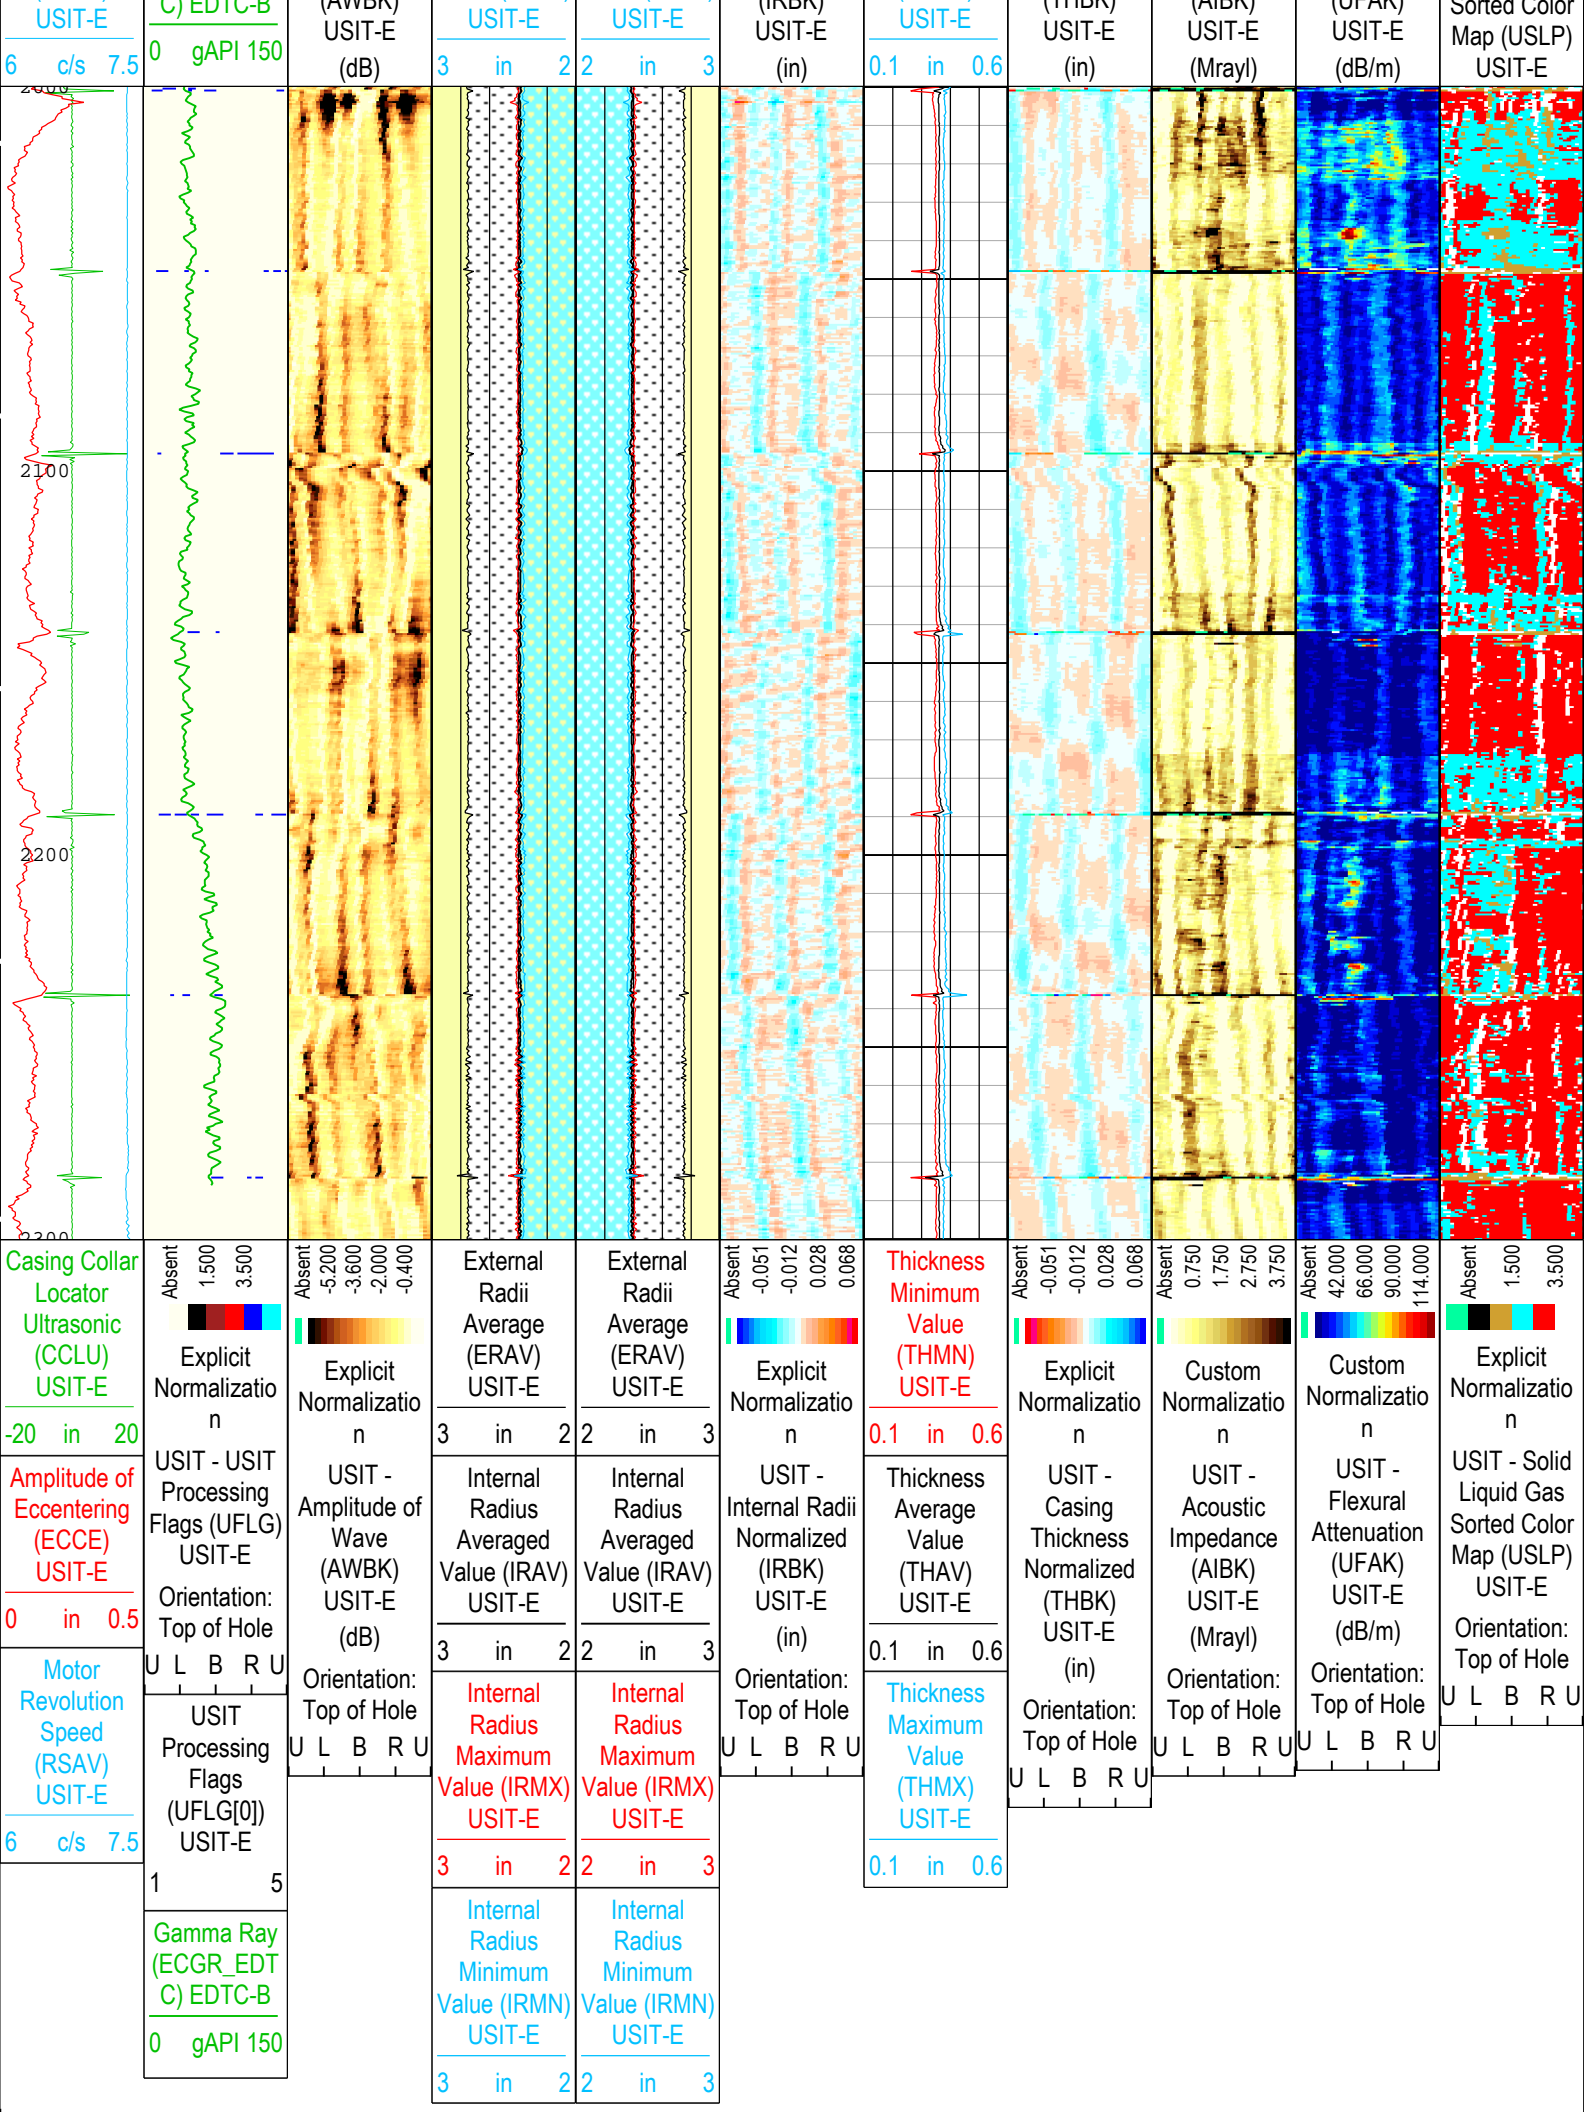 USIT-E
6 c/s 7.5
C) EDTC-B
0 gAPI 150
(AWBK)
USIT-E
(dB)
USIT-E
3 in 2
USIT-E
2 in 3
(IRBK)
USIT-E
(in)
USIT-E
0.1 in 0.6
(THBK)
USIT-E
(in)
(AIBK)
USIT-E
(Mrayl)
(UFAK)
USIT-E
(dB/m)
Sorted Color
Map (USLP)
USIT-E
2000
2100
2200
2300
Casing Collar
Locator
Ultrasonic
(CCLU)
USIT-E
-20 in 20
Amplitude of
Eccentering
(ECCE)
USIT-E
0 in 0.5
Motor
Revolution
Speed
(RSAV)
USIT-E
6 c/s 7.5
Absent 1.500 3.500
Explicit
Normalizatio
n
USIT - USIT
Processing
Flags (UFLG)
USIT-E
Orientation:
Top of Hole
U L B R U
USIT
Processing
Flags
(UFLG[0])
USIT-E
1 5
Gamma Ray
(ECGR_EDT
C) EDTC-B
0 gAPI 150
Absent -5.200 -3.600 -2.000 -0.400
Explicit
Normalizatio
n
USIT -
Amplitude of
Wave
(AWBK)
USIT-E
(dB)
Orientation:
Top of Hole
U L B R U
External
Radii
Average
(ERAV)
USIT-E
3 in 2
Internal
Radius
Averaged
Value (IRAV)
USIT-E
3 in 2
Internal
Radius
Maximum
Value (IRMX)
USIT-E
3 in 2
Internal
Radius
Minimum
Value (IRMN)
USIT-E
3 in 2
External
Radii
Average
(ERAV)
USIT-E
2 in 3
Internal
Radius
Averaged
Value (IRAV)
USIT-E
2 in 3
Internal
Radius
Maximum
Value (IRMX)
USIT-E
2 in 3
Internal
Radius
Minimum
Value (IRMN)
USIT-E
2 in 3
Absent -0.051 -0.012 0.028 0.068
Explicit
Normalizatio
n
USIT -
Internal Radii
Normalized
(IRBK)
USIT-E
(in)
Orientation:
Top of Hole
U L B R U
Thickness
Minimum
Value
(THMN)
USIT-E
0.1 in 0.6
Thickness
Average
Value
(THAV)
USIT-E
0.1 in 0.6
Thickness
Maximum
Value
(THMX)
USIT-E
0.1 in 0.6
Absent -0.051 -0.012 0.028 0.068
Explicit
Normalizatio
n
USIT -
Casing
Thickness
Normalized
(THBK)
USIT-E
(in)
Orientation:
Top of Hole
U L B R U
Absent 0.750 1.750 2.750 3.750
Custom
Normalizatio
n
USIT -
Acoustic
Impedance
(AIBK)
USIT-E
(Mrayl)
Orientation:
Top of Hole
U L B R U
Absent 42.000 66.000 90.000 114.000
Custom
Normalizatio
n
USIT -
Flexural
Attenuation
(UFAK)
USIT-E
(dB/m)
Orientation:
Top of Hole
U L B R U
Absent 1.500 3.500
Explicit
Normalizatio
n
USIT - Solid
Liquid Gas
Sorted Color
Map (USLP)
USIT-E
Orientation:
Top of Hole
U L B R U